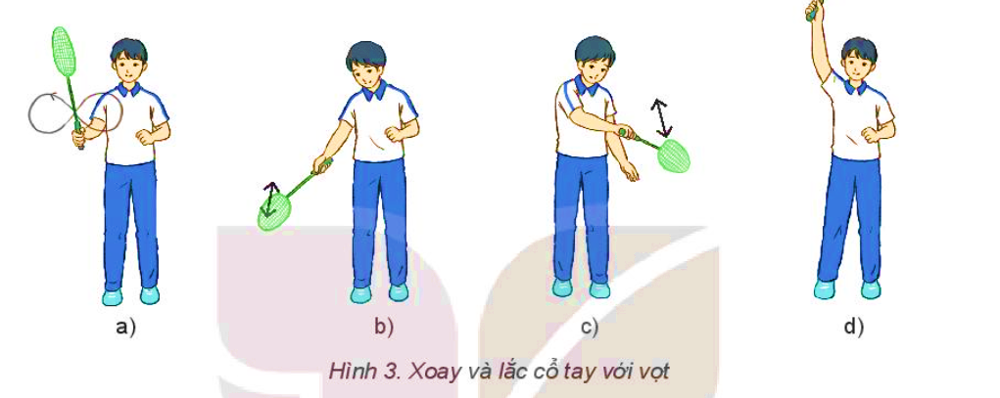 a) b) c) d)
Hình 3. Xoay và lắc cổ tay với vợt